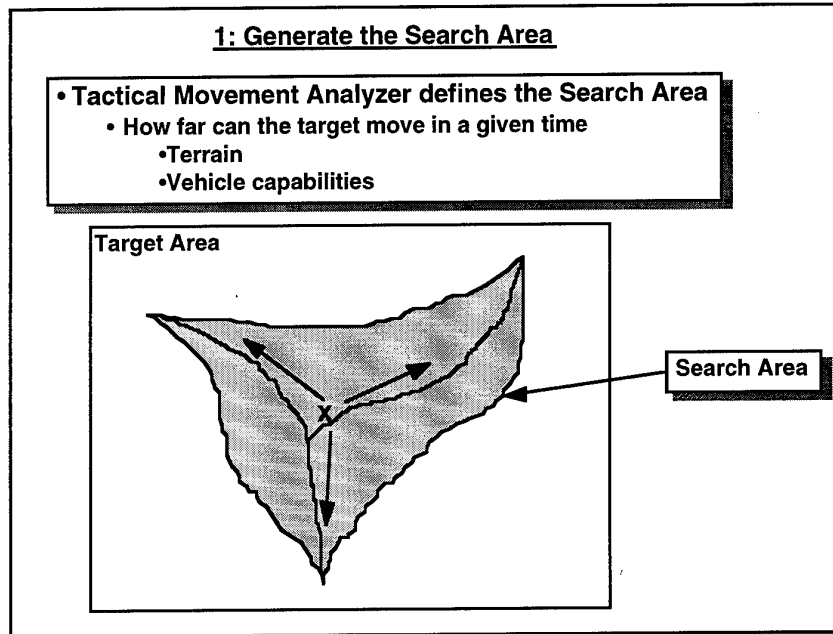 1: Generate the Search Area
• Tactical Movement Analyzer defines the Search Area
• How far can the target move in a given time
•Terrain
•Vehicle capabilities
Target Area
X
Search Area